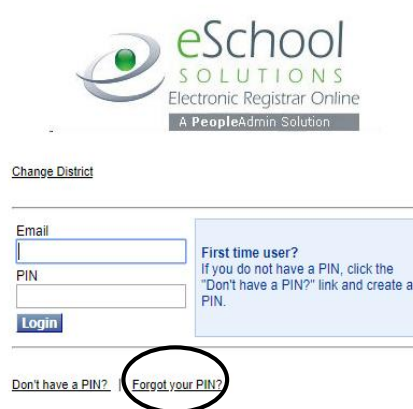 eSchool
SOLUTIONS
Electronic Registrar Online
A PeopleAdmin Solution
Change District
Email
PIN
Login
First time user?
If you do not have a PIN, click the
"Don't have a PIN?" link and create a
PIN.
Don't have a PIN? | Forgot your PIN?